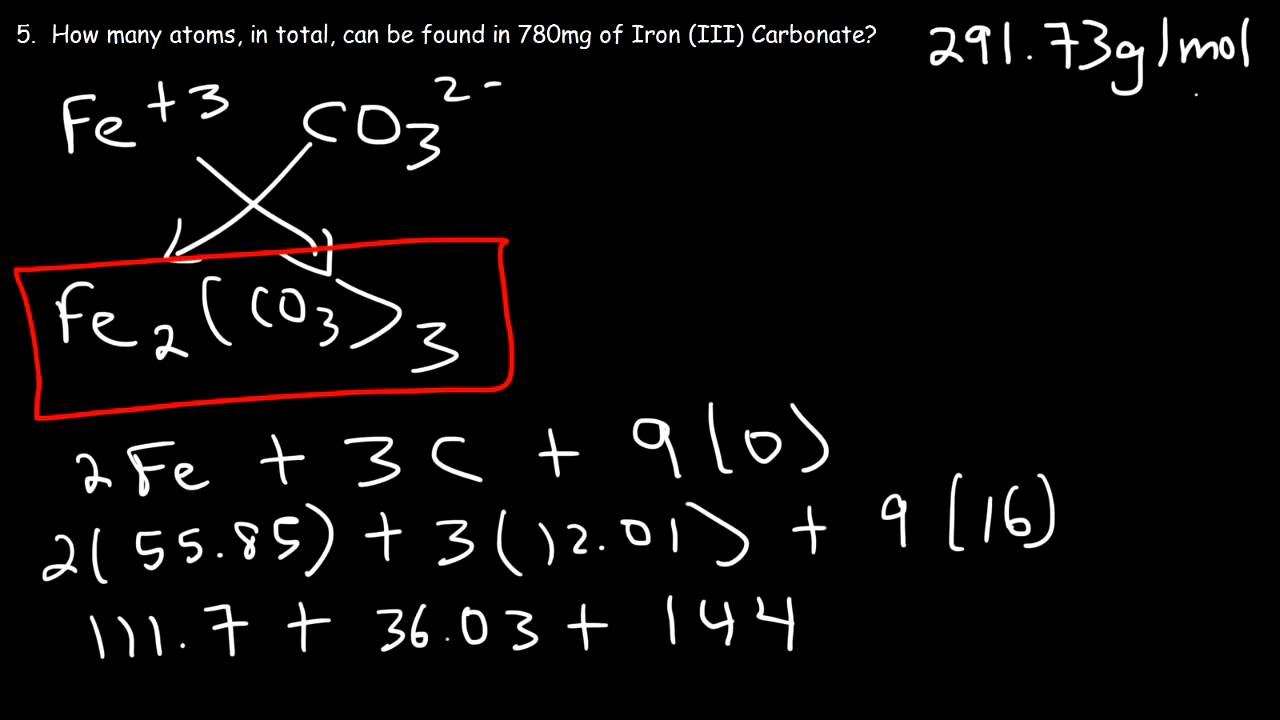 5. How many atoms, in total, can be found in 780mg of Iron (III) Carbonate?
291.73g/mol
Fe⁺³ CO₃²⁻
Fe₂(CO₃)₃
2Fe + 3C + 9(O)
2(55.85) + 3(12.01) + 9(16)
111.7 + 36.03 + 144